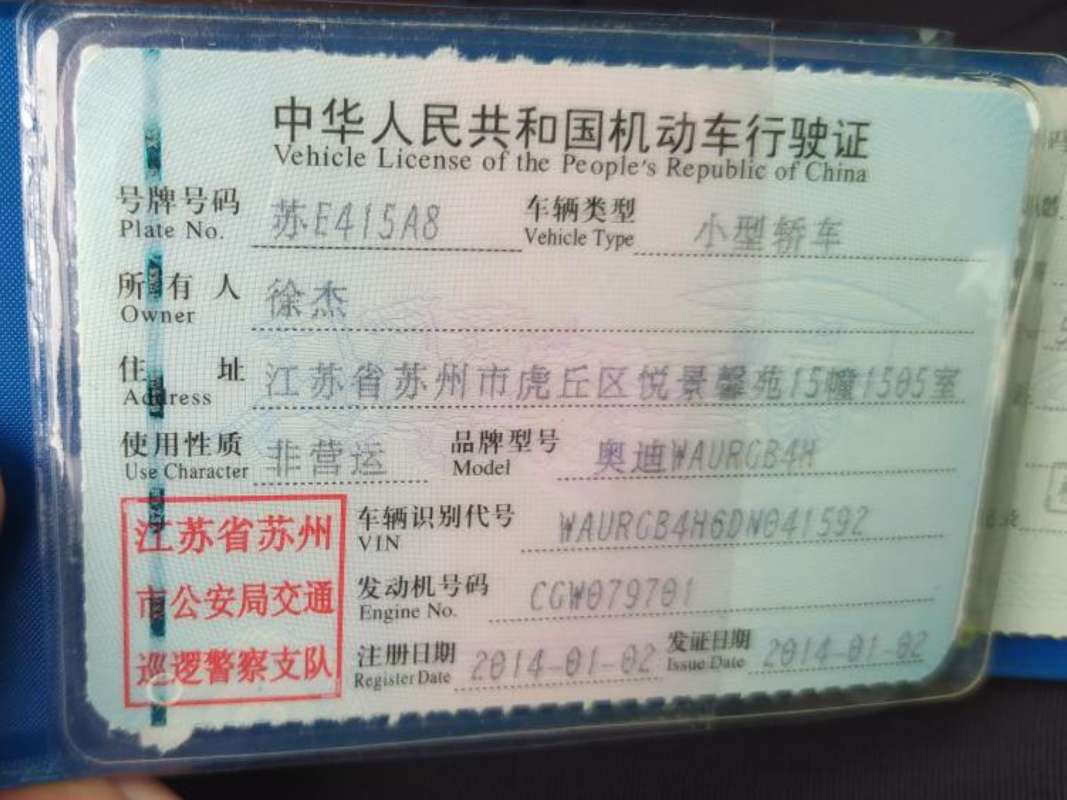 中华人民共和国机动车行驶证
Vehicle License of the People's Republic of China
号牌号码 苏E415A8 车辆类型 小型轿车
Plate No. Vehicle Type
所有人 徐杰
Owner
住址 江苏省苏州市虎丘区悦景馨苑15幢1505室
Address
使用性质 非营运 品牌型号 奥迪WAURGB4H
Use Character Model
江苏省苏州
市公安局交通
巡逻警察支队
车辆识别代号 WAURGB4H6DN041592
VIN
发动机号码 CGW079701
Engine No.
注册日期 2014-01-02 发证日期 2014-01-02
Register Date Issue Date